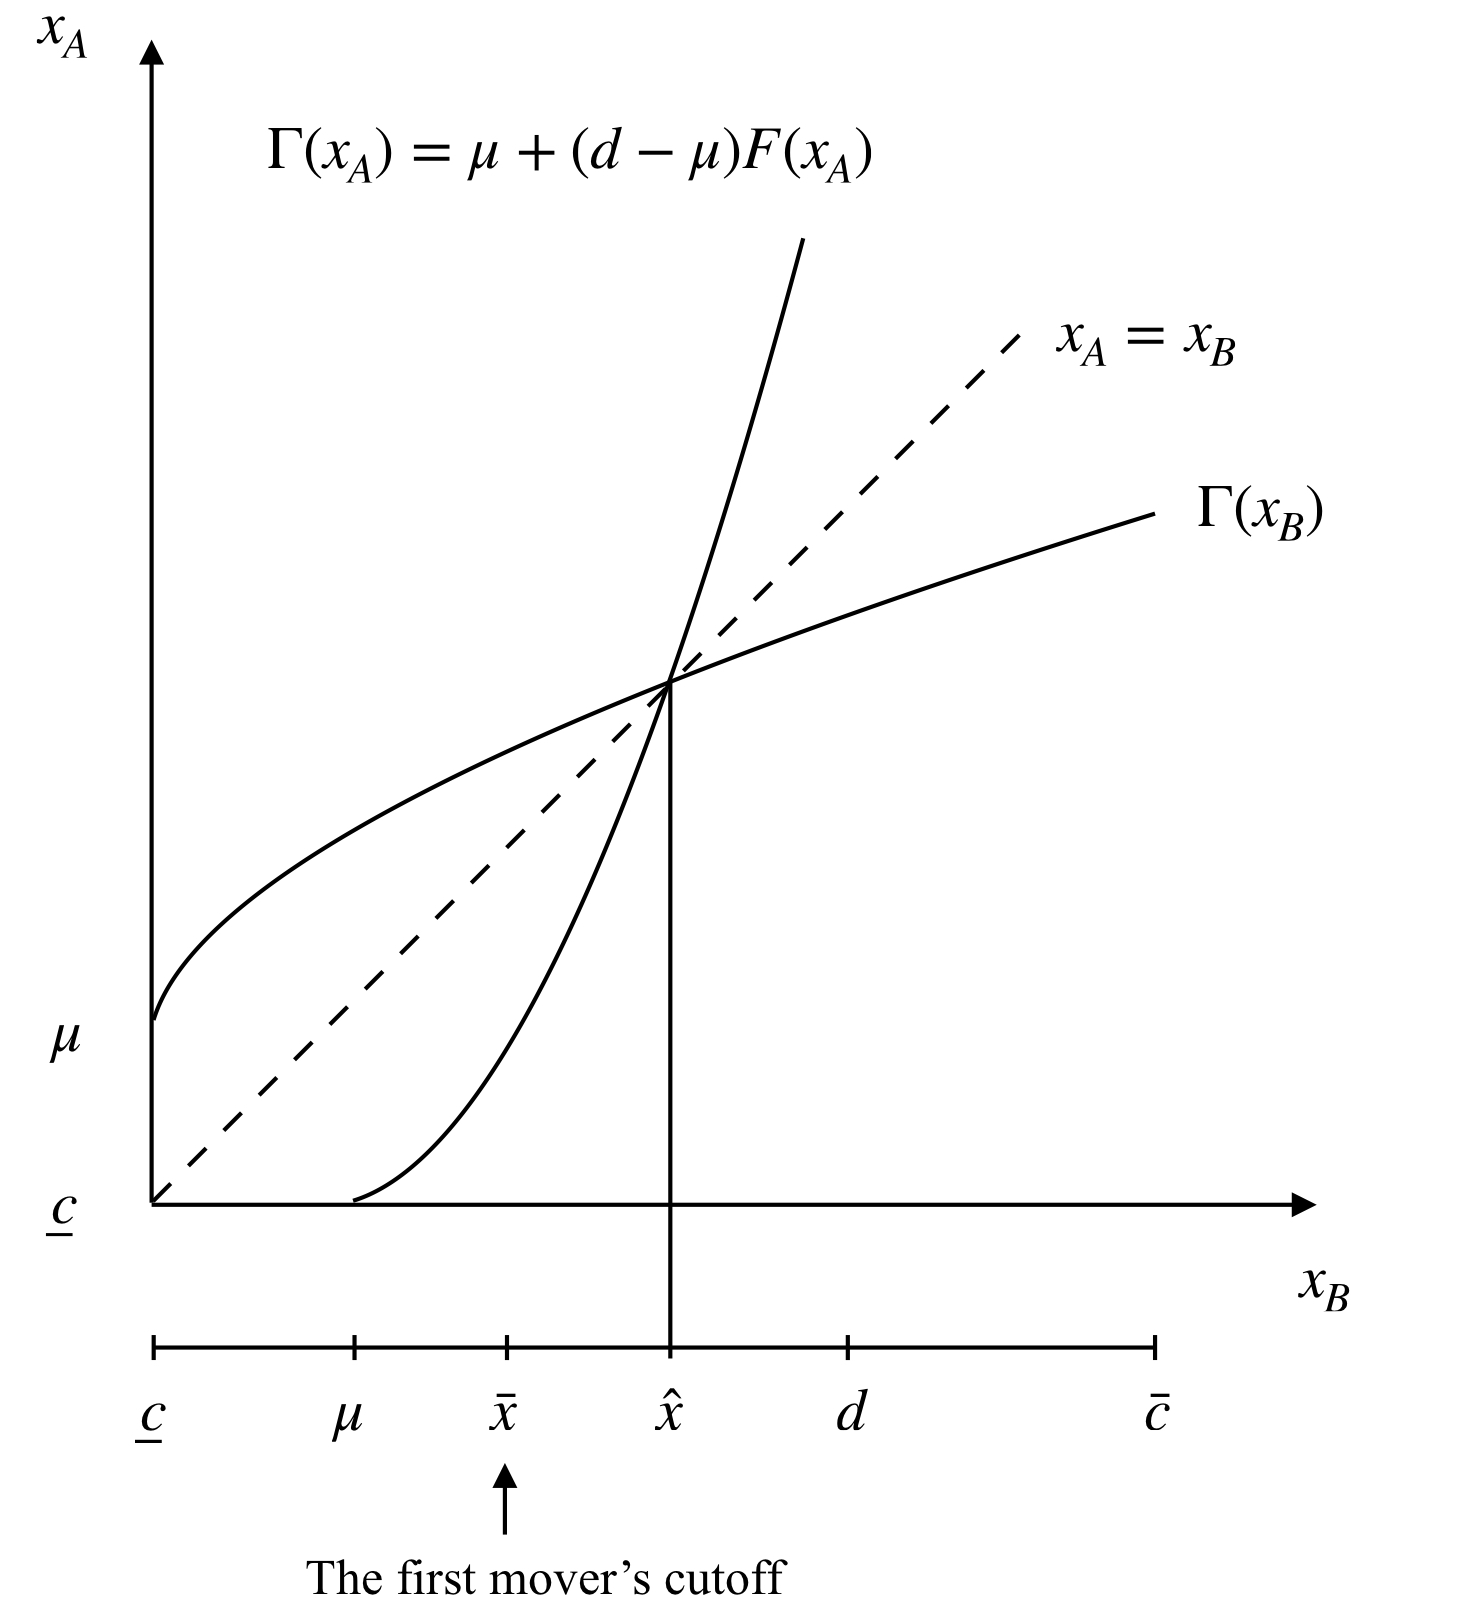 x_A
Γ(x_A) = μ + (d − μ)F(x_A)
x_A = x_B
Γ(x_B)
μ
c̲
x_B
c̲ μ x̄ x̂ d c̄
The first mover’s cutoff